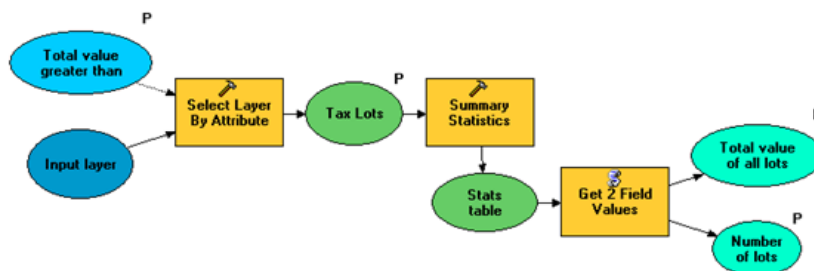 P
Total value
greater than
Select Layer
By Attribute
Input layer
P
Tax Lots
Summary
Statistics
Stats
table
Get 2 Field
Values
Total value
of all lots
P
Number
of lots